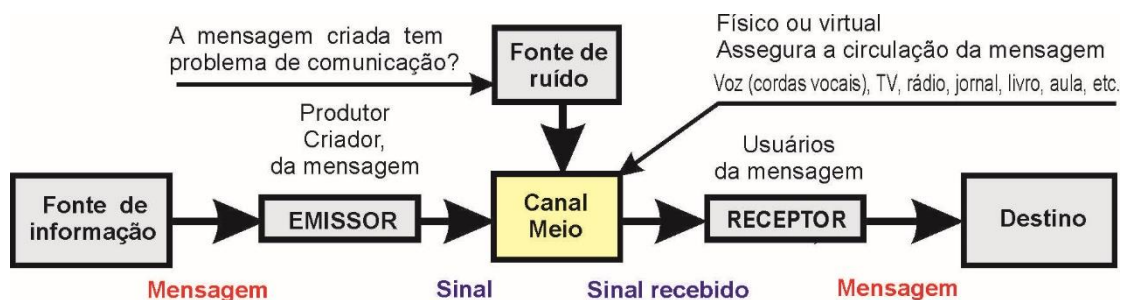 A mensagem criada tem
problema de comunicação?
Fonte de
ruído
Físico ou virtual
Assegura a circulação da mensagem
Voz (cordas vocais), TV, rádio, jornal, livro, aula, etc.
Produtor
Criador,
da mensagem
Usuários
da mensagem
Fonte de
informação
EMISSOR
Canal
Meio
RECEPTOR
Destino
Mensagem
Sinal
Sinal recebido
Mensagem